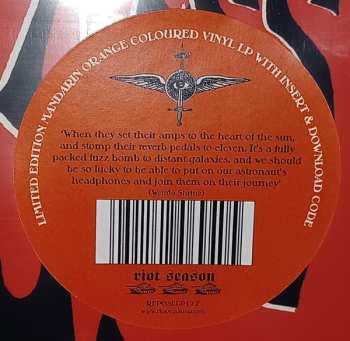 LIMITED EDITION 'MANDARIN ORANGE' COLOURED VINYL LP WITH INSERT & DOWNLOAD CODE
'When they set their amps to the heart of the sun,
and stomp their reverb pedals to eleven. It's a fully
packed fuzz bomb to distant galaxies, and we should
be so lucky to be able to put on our astronaut's
headphones and join them on their journey'
riot season